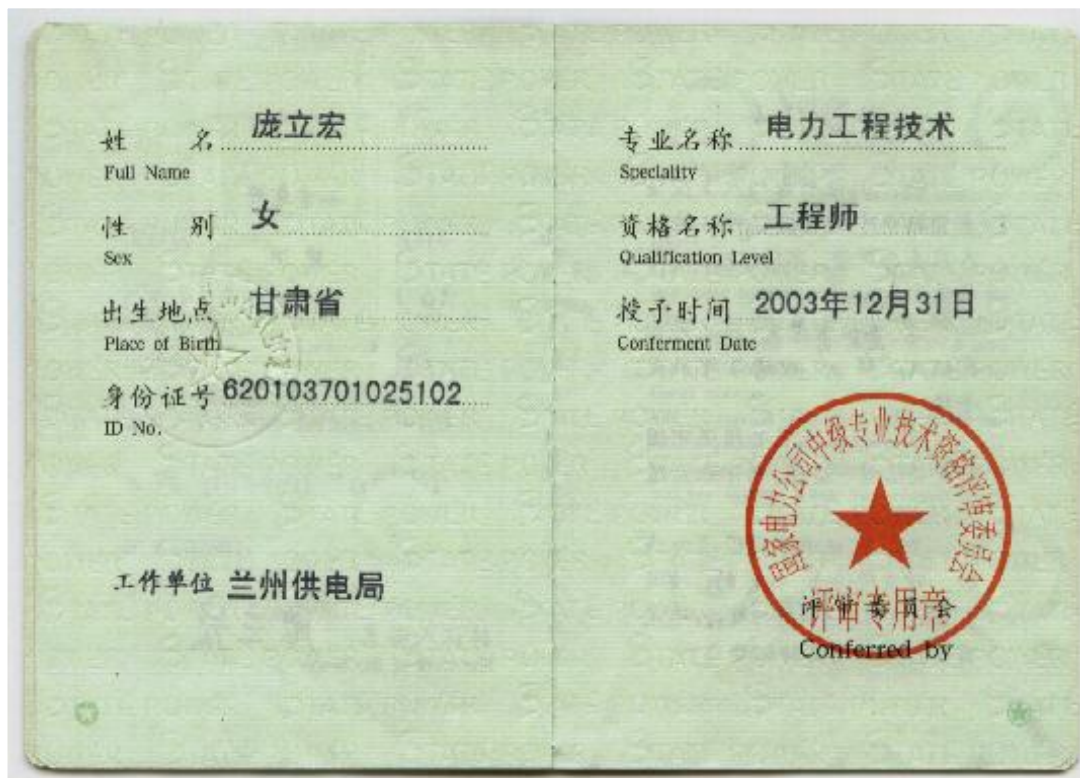 姓 名 庞立宏
Full Name
性 别 女
Sex
出生地点 甘肃省
Place of Birth
身份证号 620103701025102
ID No.
工作单位 兰州供电局
专业名称 电力工程技术
Speciality
资格名称 工程师
Qualification Level
授予时间 2003年12月31日
Conferment Date
国家电力公司中级专业技术资格评审委员会
评审专用章
评审委员会
Conferred by